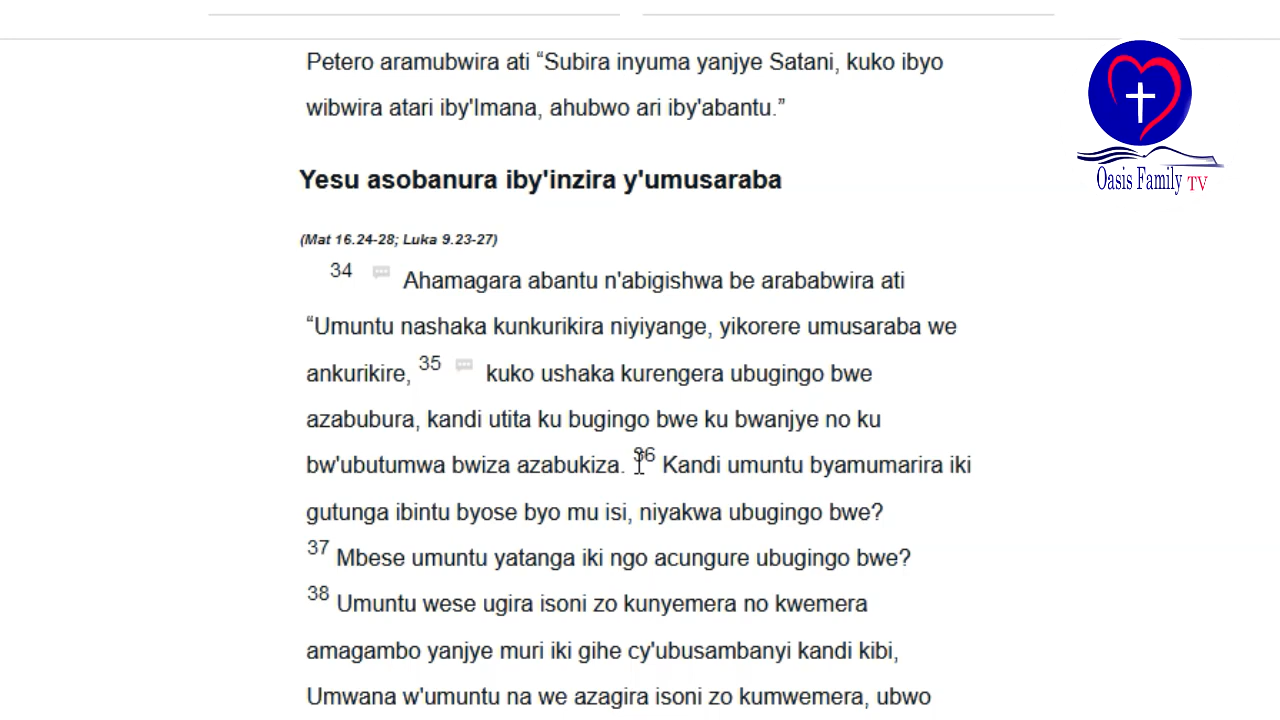 Petero aramubwira ati “Subira inyuma yanjye Satani, kuko ibyo
wibwira atari iby'Imana, ahubwo ari iby'abantu.”
Oasis Family TV
Yesu asobanura iby'inzira y'umusaraba
(Mat 16.24-28; Luka 9.23-27)
34 Ahamagara abantu n'abigishwa be arababwira ati
“Umuntu nashaka kunkurikira niyiyange, yikorere umusaraba we
ankurikire, 35 kuko ushaka kurengera ubugingo bwe
azabubura, kandi utita ku bugingo bwe ku bwanjye no ku
bw'ubutumwa bwiza azabukiza. 36 Kandi umuntu byamumarira iki
gutunga ibintu byose byo mu isi, niyakwa ubugingo bwe?
37 Mbese umuntu yatanga iki ngo acungure ubugingo bwe?
38 Umuntu wese ugira isoni zo kunyemera no kwemera
amagambo yanjye muri iki gihe cy'ubusambanyi kandi kibi,
Umwana w'umuntu na we azagira isoni zo kumwemera, ubwo